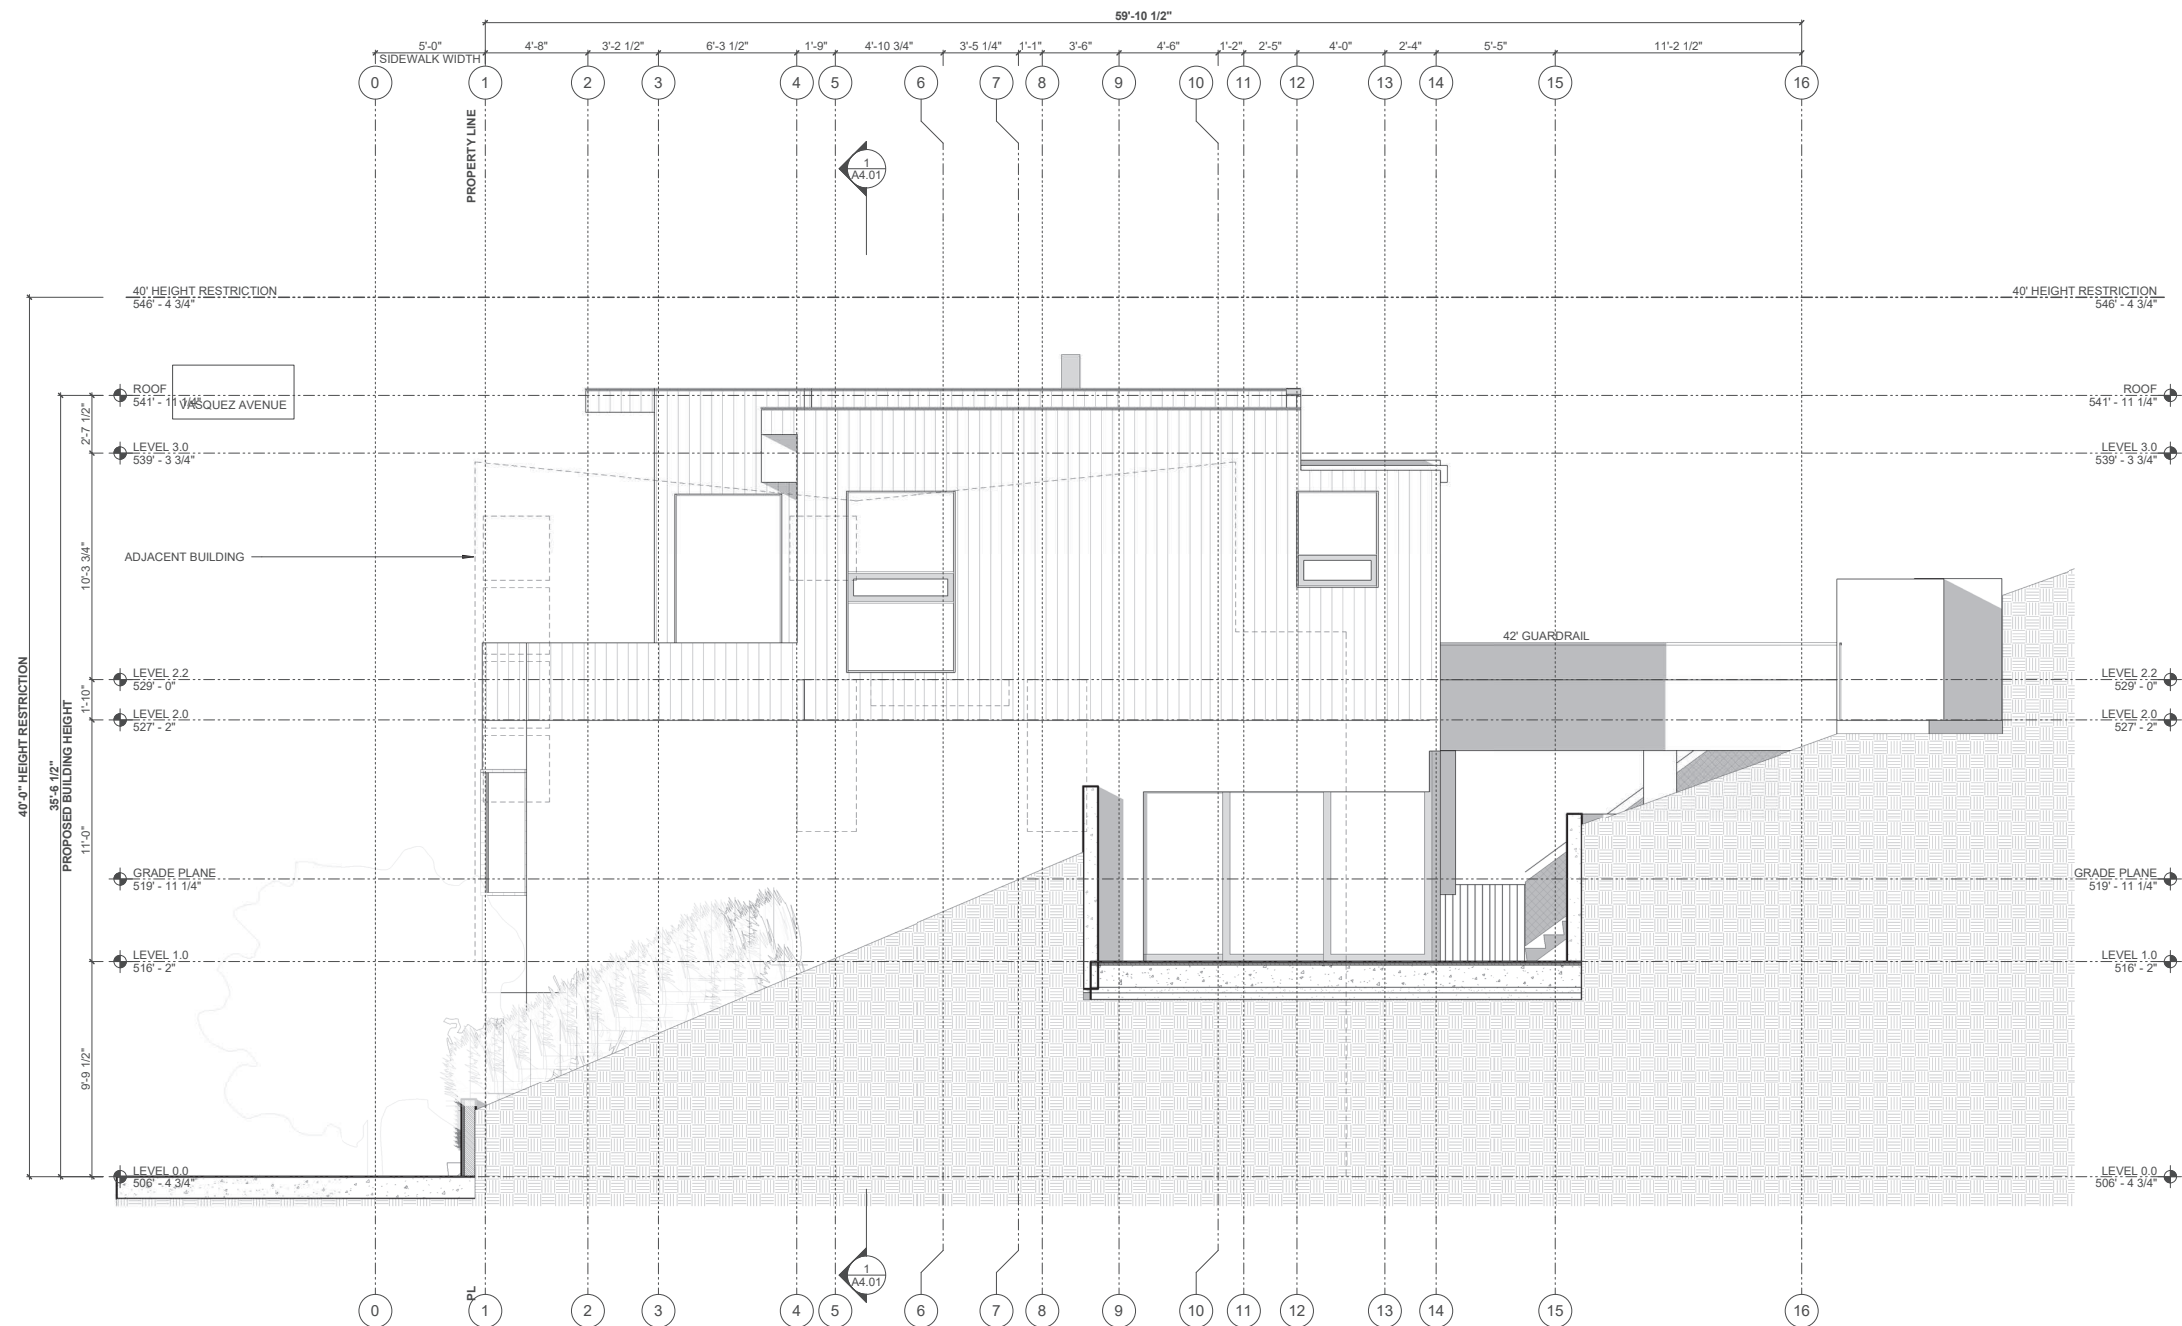 59'-10 1/2"
5'-0"
4'-8"
3'-2 1/2"
6'-3 1/2"
1'-9"
4'-10 3/4"
3'-5 1/4"
1'-1"
3'-6"
4'-6"
1'-2"
2'-5"
4'-0"
2'-4"
5'-5"
11'-2 1/2"
SIDEWALK WIDTH
0
1
2
3
4
5
6
7
8
9
10
11
12
13
14
15
16
PROPERTY LINE
1
A4.01
40' HEIGHT RESTRICTION
546' - 4 3/4"
40' HEIGHT RESTRICTION
546' - 4 3/4"
ROOF
541' - 11 1/4"
VASQUEZ AVENUE
ROOF
541' - 11 1/4"
2'-7 1/2"
LEVEL 3.0
539' - 3 3/4"
LEVEL 3.0
539' - 3 3/4"
ADJACENT BUILDING
10'-3 3/4"
42' GUARDRAIL
LEVEL 2.2
529' - 0"
LEVEL 2.2
529' - 0"
1'-10"
LEVEL 2.0
527' - 2"
LEVEL 2.0
527' - 2"
40'-0" HEIGHT RESTRICTION
35'-6 1/2"
PROPOSED BUILDING HEIGHT
11'-0"
GRADE PLANE
519' - 11 1/4"
GRADE PLANE
519' - 11 1/4"
LEVEL 1.0
516' - 2"
LEVEL 1.0
516' - 2"
9'-9 1/2"
LEVEL 0.0
506' - 4 3/4"
LEVEL 0.0
506' - 4 3/4"
1
A4.01
PL
0
1
2
3
4
5
6
7
8
9
10
11
12
13
14
15
16